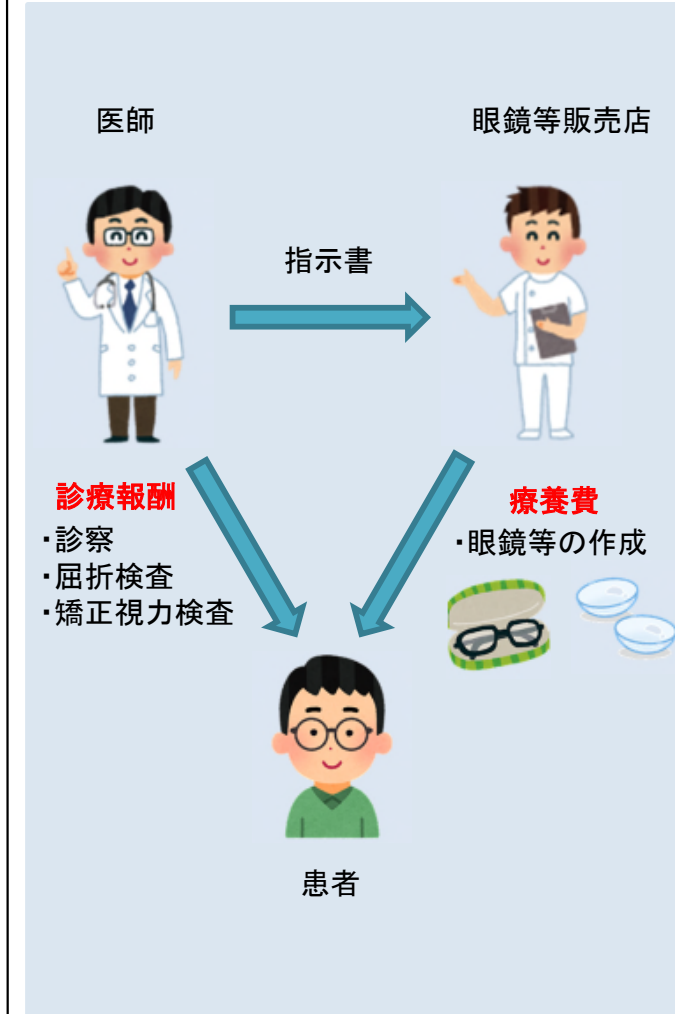 医師
眼鏡等販売店
指示書
診療報酬
・診察
・屈折検査
・矯正視力検査
療養費
・眼鏡等の作成
患者